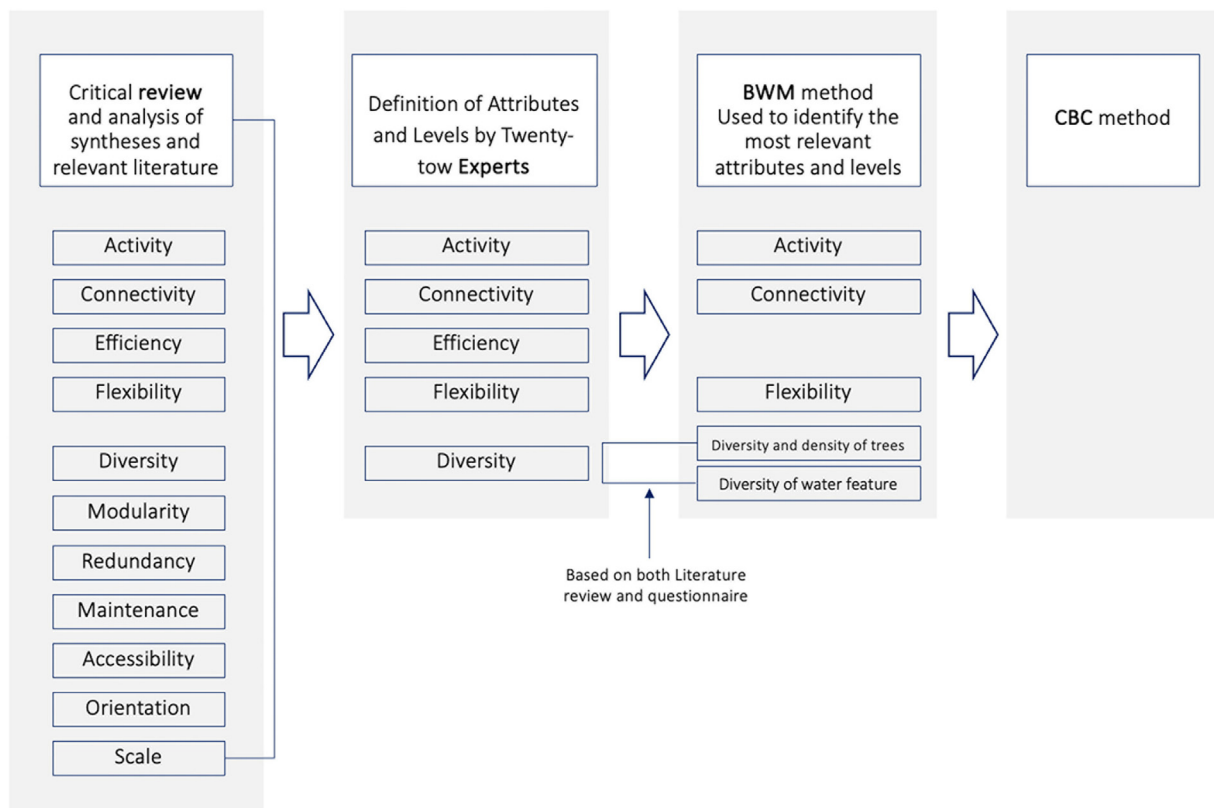 Critical review
and analysis of
syntheses and
relevant literature
Activity
Connectivity
Efficiency
Flexibility
Diversity
Modularity
Redundancy
Maintenance
Accessibility
Orientation
Scale
Definition of Attributes
and Levels by Twenty-
tow Experts
Activity
Connectivity
Efficiency
Flexibility
Diversity
BWM method
Used to identify the
most relevant
attributes and levels
Activity
Connectivity
Flexibility
Diversity and density of trees
Diversity of water feature
Based on both Literature
review and questionnaire
CBC method